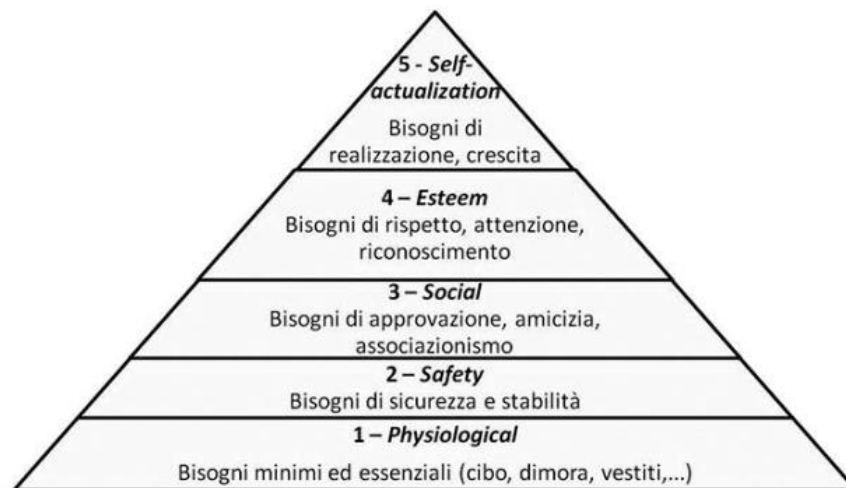 5 - Self-
actualization
Bisogni di
realizzazione, crescita
4 – Esteem
Bisogni di rispetto, attenzione,
riconoscimento
3 – Social
Bisogni di approvazione, amicizia,
associazionismo
2 – Safety
Bisogni di sicurezza e stabilità
1 – Physiological
Bisogni minimi ed essenziali (cibo, dimora, vestiti,...)